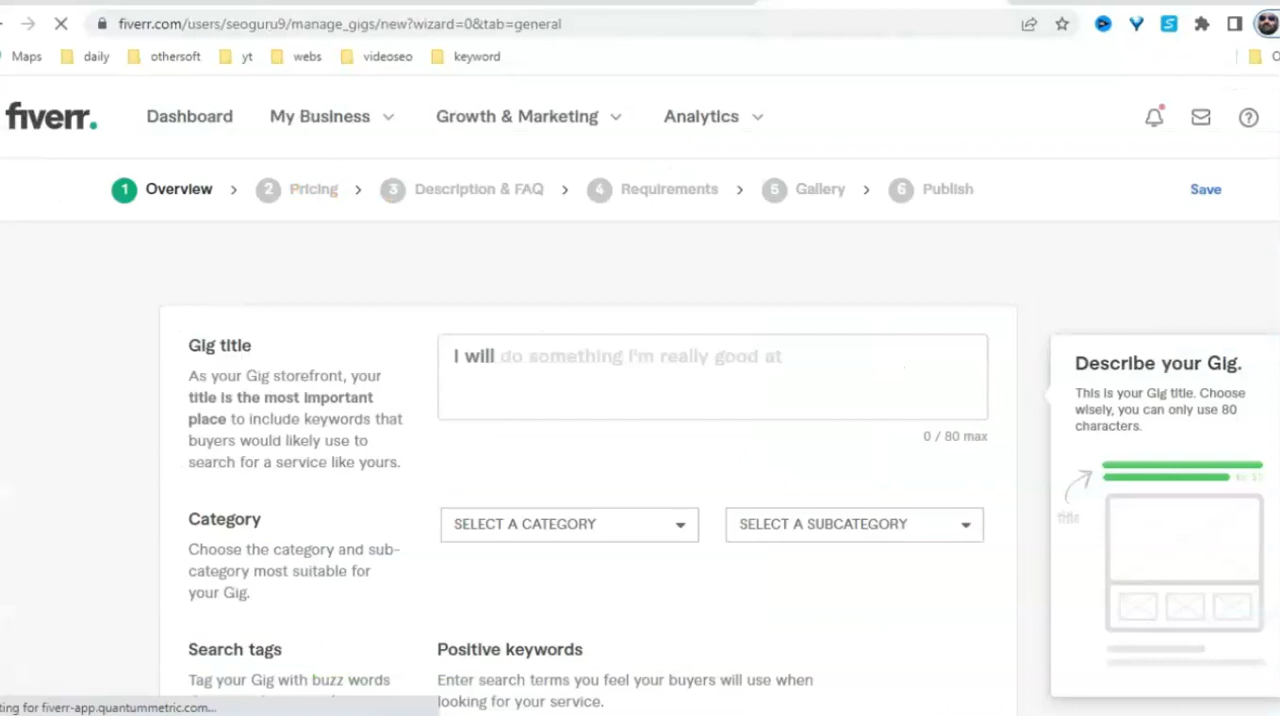 fiverr.com/users/seoguru9/manage_gigs/new?wizard=0&tab=general
Maps daily othersoft yt webs videoseo keyword
fiverr. Dashboard My Business Growth & Marketing Analytics
1 Overview 2 Pricing 3 Description & FAQ 4 Requirements 5 Gallery 6 Publish Save
Gig title
As your Gig storefront, your
title is the most important
place to include keywords that
buyers would likely use to
search for a service like yours.
I will do something I'm really good at
0 / 80 max
Describe your Gig.
This is your Gig title. Choose
wisely, you can only use 80
characters.
title
Category
Choose the category and sub-
category most suitable for
your Gig.
SELECT A CATEGORY SELECT A SUBCATEGORY
Search tags
Tag your Gig with buzz words
Positive keywords
Enter search terms you feel your buyers will use when
looking for your service.
ting for fiverr-app.quantummetric.com...